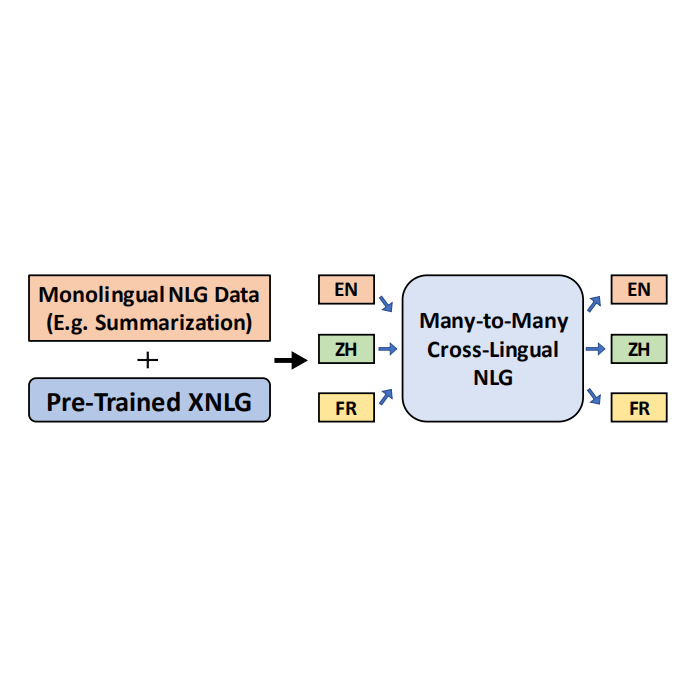 Monolingual NLG Data
(E.g. Summarization)
+
Pre-Trained XNLG
EN
ZH
FR
Many-to-Many
Cross-Lingual
NLG
EN
ZH
FR